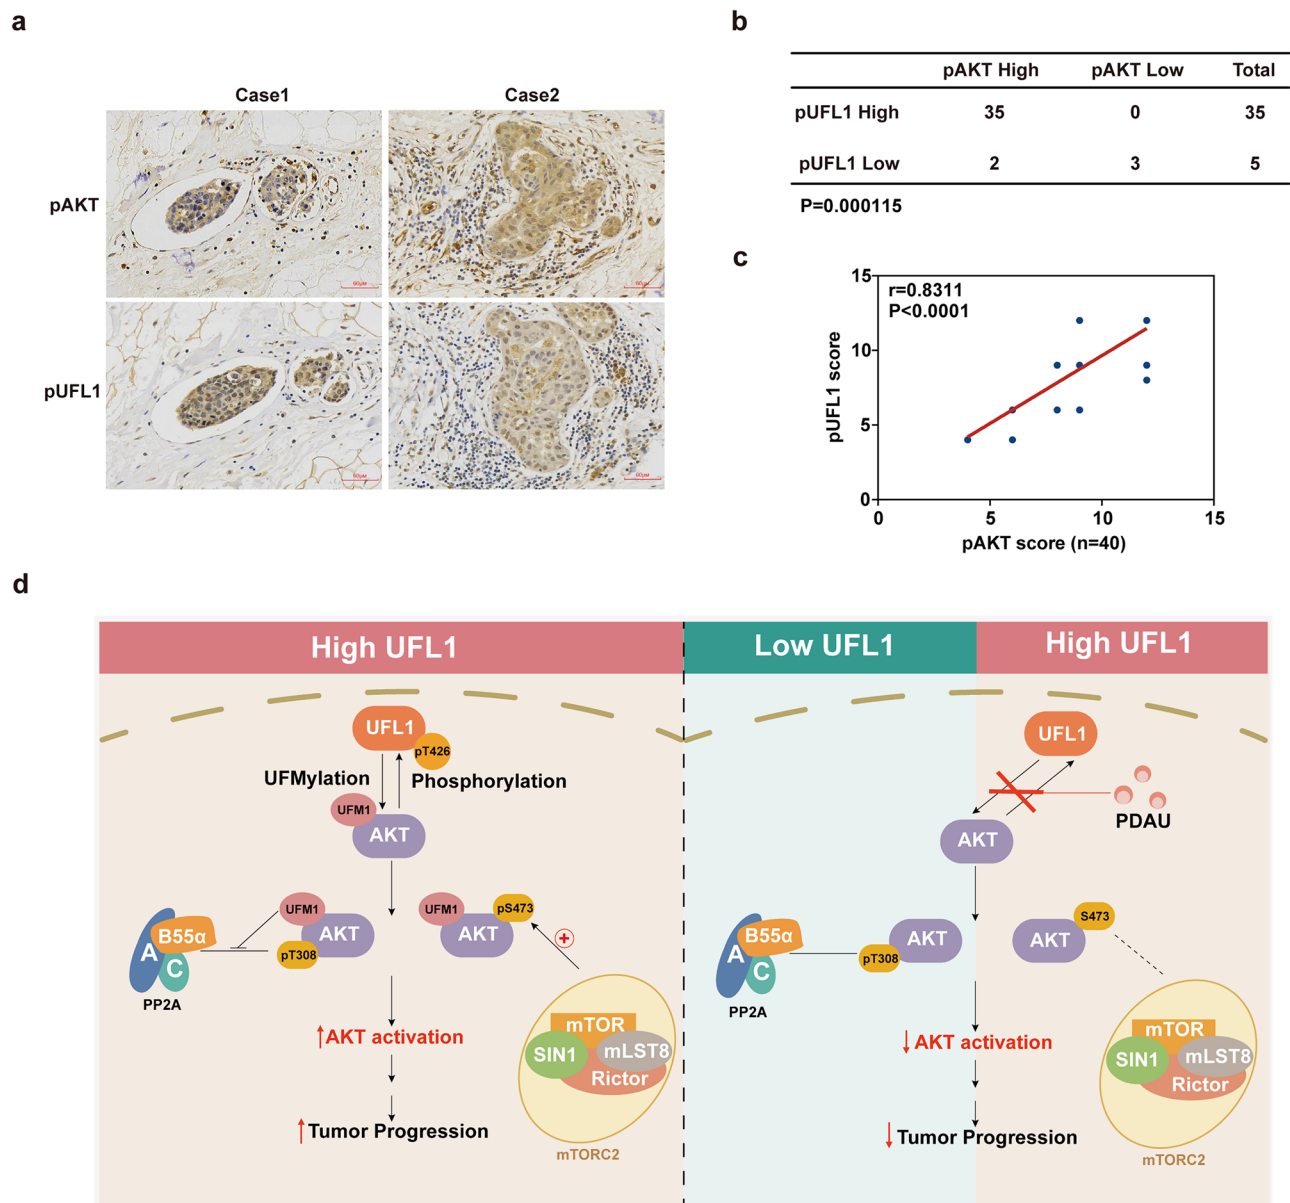 a
Case1 Case2
pAKT
60μm 60μm
pUFL1
60μm 60μm
b
pAKT High pAKT Low Total
pUFL1 High 35 0 35
pUFL1 Low 2 3 5
P=0.000115
c
r=0.8311
P<0.0001
pUFL1 score
15
10
5
0
0 5 10 15
pAKT score (n=40)
d
High UFL1
UFL1
pT426
UFMylation Phosphorylation
UFM1
AKT
UFM1
AKT
pT308
B55α
A
C
PP2A
UFM1
pS473
AKT
+
AKT activation
Tumor Progression
mTOR
SIN1
mLST8
Rictor
mTORC2
Low UFL1 High UFL1
UFL1
PDAU
AKT
B55α
A
C
PP2A
AKT
pT308
S473
AKT
AKT activation
Tumor Progression
mTOR
SIN1
mLST8
Rictor
mTORC2